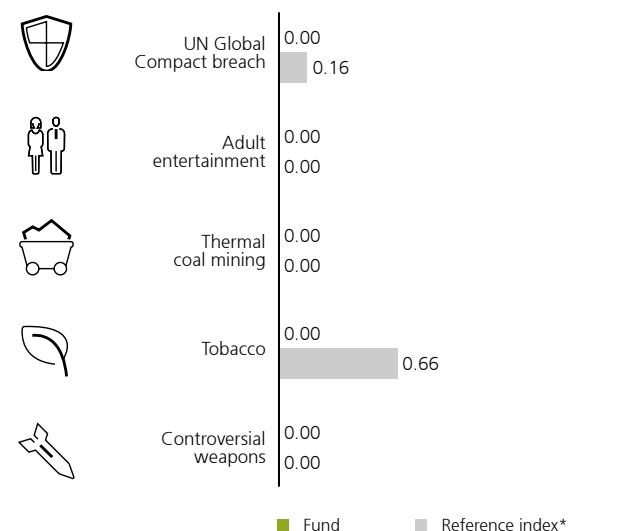 UN Global
Compact breach
0.00
0.16
Adult
entertainment
0.00
0.00
Thermal
coal mining
0.00
0.00
Tobacco
0.00
0.66
Controversial
weapons
0.00
0.00
Fund
Reference index*